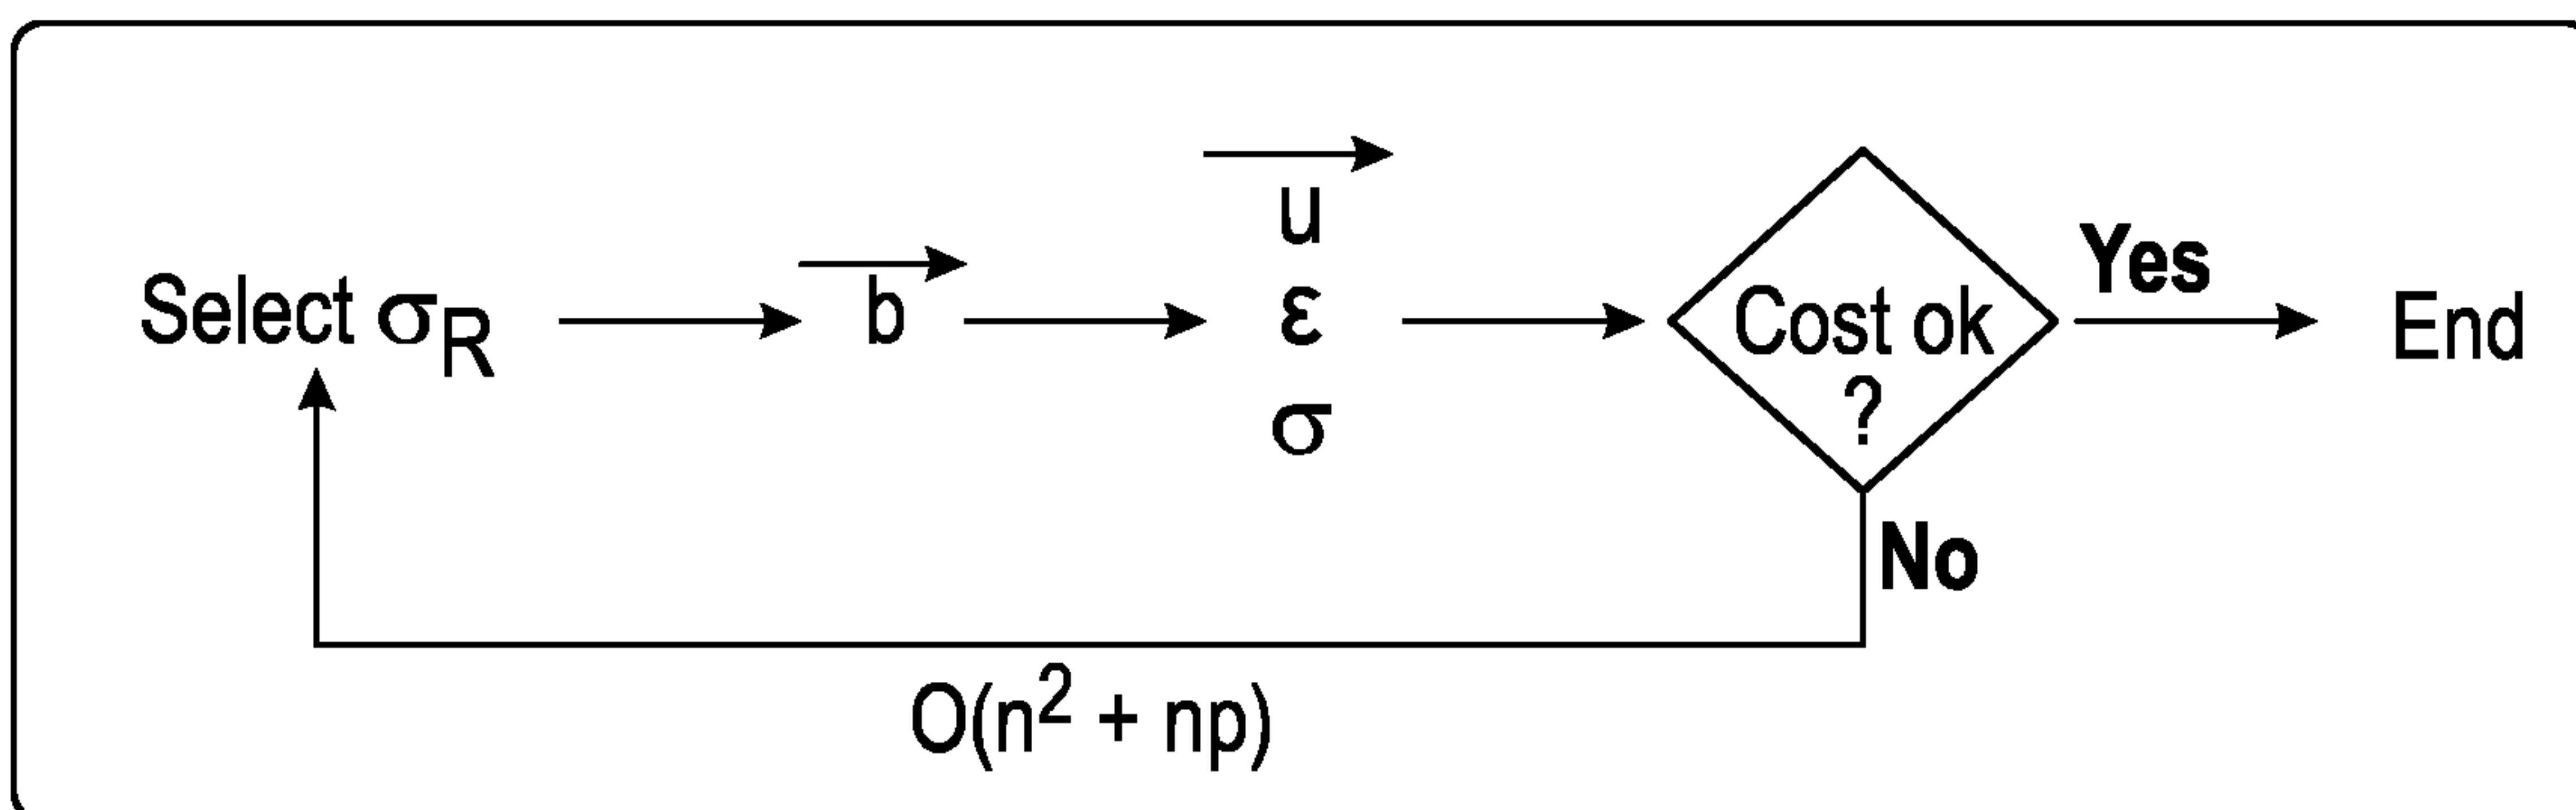 u
Select σR b ε Cost ok Yes End
σ ?
No
O(n² + np)